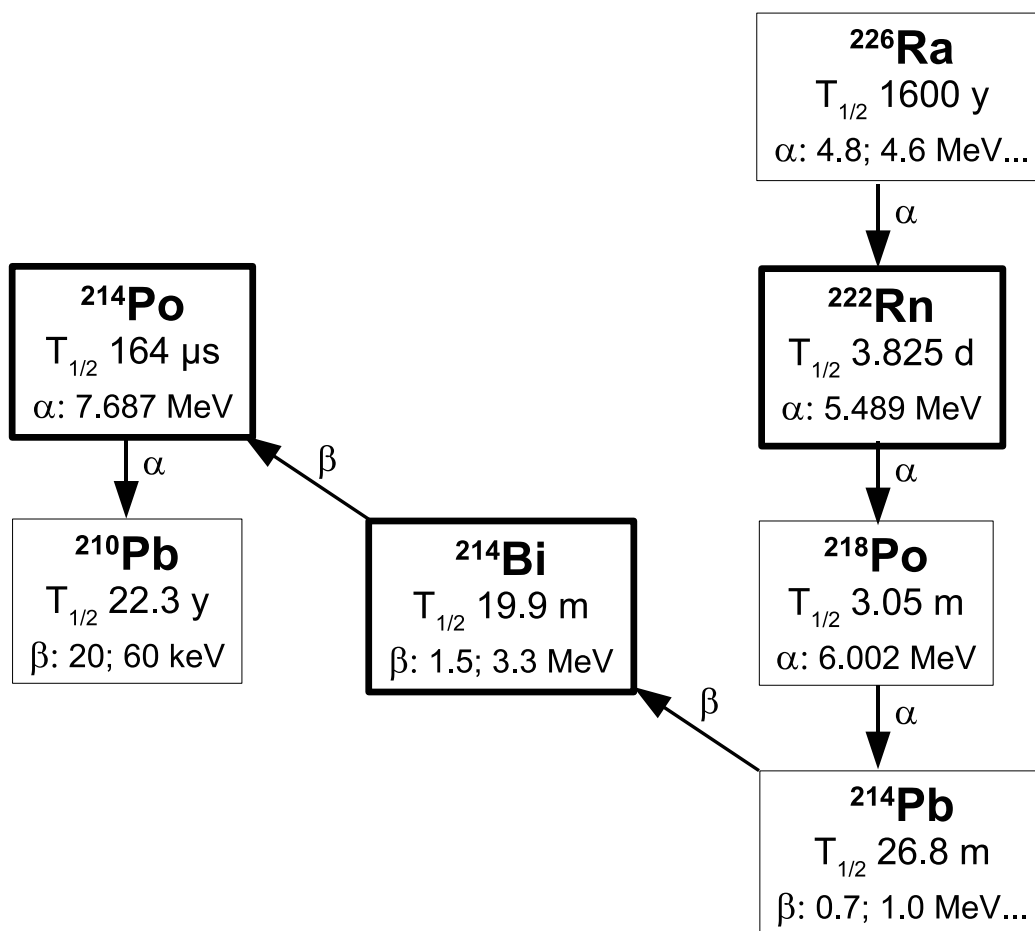 ²²⁶Ra
T₁/₂ 1600 y
α: 4.8; 4.6 MeV...
α
²¹⁴Po
T₁/₂ 164 µs
α: 7.687 MeV
²²²Rn
T₁/₂ 3.825 d
α: 5.489 MeV
α
β
α
²¹⁰Pb
T₁/₂ 22.3 y
β: 20; 60 keV
²¹⁴Bi
T₁/₂ 19.9 m
β: 1.5; 3.3 MeV
²¹⁸Po
T₁/₂ 3.05 m
α: 6.002 MeV
β
α
²¹⁴Pb
T₁/₂ 26.8 m
β: 0.7; 1.0 MeV...